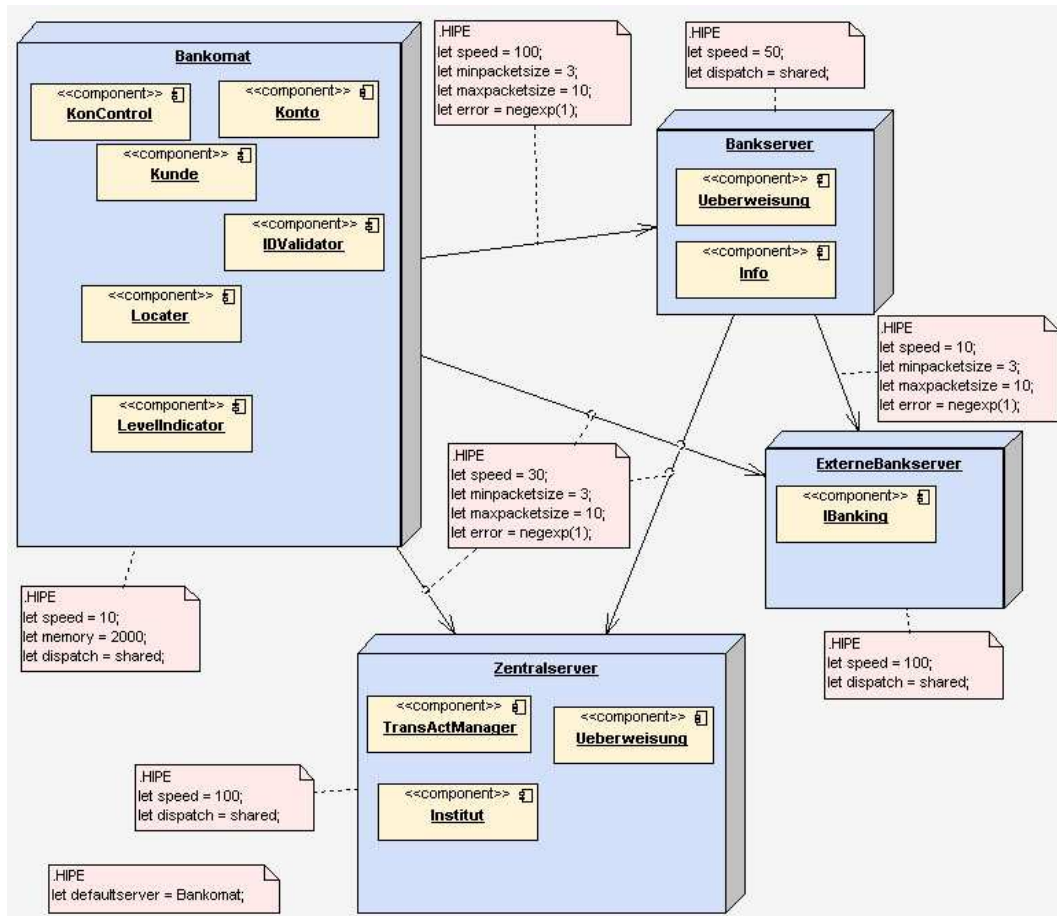 Bankomat
<<component>>
KonControl
<<component>>
Konto
<<component>>
Kunde
<<component>>
IDValidator
<<component>>
Locater
<<component>>
LevelIndicator
.HIPE
let speed = 100;
let minpacketsize = 3;
let maxpacketsize = 10;
let error = negexp(1);
.HIPE
let speed = 50;
let dispatch = shared;
Bankserver
<<component>>
Ueberweisung
<<component>>
Info
.HIPE
let speed = 10;
let minpacketsize = 3;
let maxpacketsize = 10;
let error = negexp(1);
.HIPE
let speed = 30;
let minpacketsize = 3;
let maxpacketsize = 10;
let error = negexp(1);
ExterneBankserver
<<component>>
IBanking
.HIPE
let speed = 10;
let memory = 2000;
let dispatch = shared;
.HIPE
let speed = 100;
let dispatch = shared;
Zentralserver
<<component>>
TransActManager
<<component>>
Ueberweisung
<<component>>
Institut
.HIPE
let speed = 100;
let dispatch = shared;
.HIPE
let defaultserver = Bankomat;